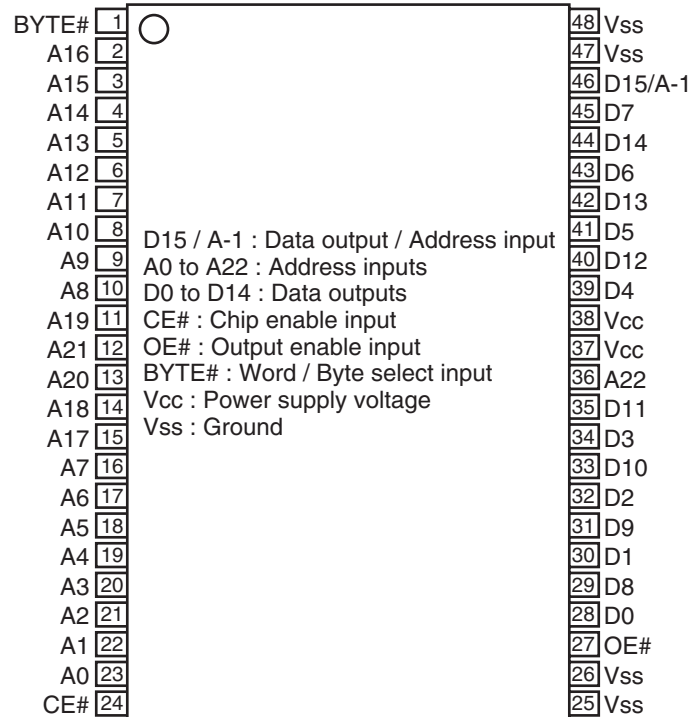 BYTE# 1
A16 2
A15 3
A14 4
A13 5
A12 6
A11 7
A10 8
A9 9
A8 10
A19 11
A21 12
A20 13
A18 14
A17 15
A7 16
A6 17
A5 18
A4 19
A3 20
A2 21
A1 22
A0 23
CE# 24
D15 / A-1 : Data output / Address input
A0 to A22 : Address inputs
D0 to D14 : Data outputs
CE# : Chip enable input
OE# : Output enable input
BYTE# : Word / Byte select input
Vcc : Power supply voltage
Vss : Ground
48 Vss
47 Vss
46 D15/A-1
45 D7
44 D14
43 D6
42 D13
41 D5
40 D12
39 D4
38 Vcc
37 Vcc
36 A22
35 D11
34 D3
33 D10
32 D2
31 D9
30 D1
29 D8
28 D0
27 OE#
26 Vss
25 Vss